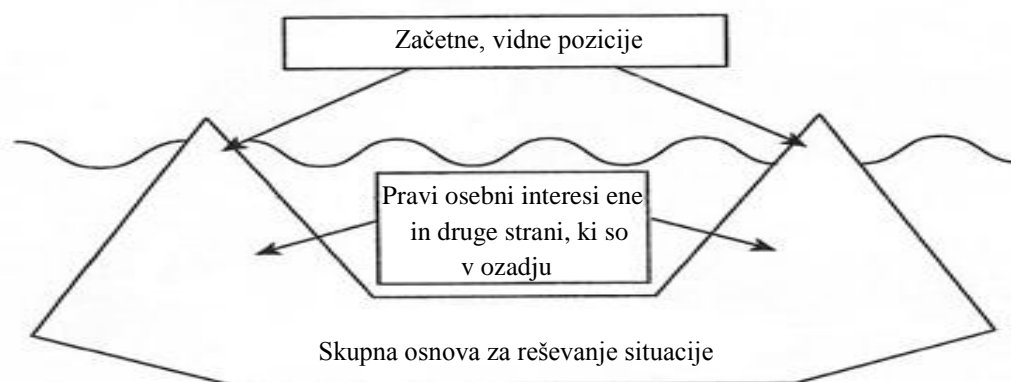 Začetne, vidne pozicije
Pravi osebni interesi ene
in druge strani, ki so
v ozadju
Skupna osnova za reševanje situacije